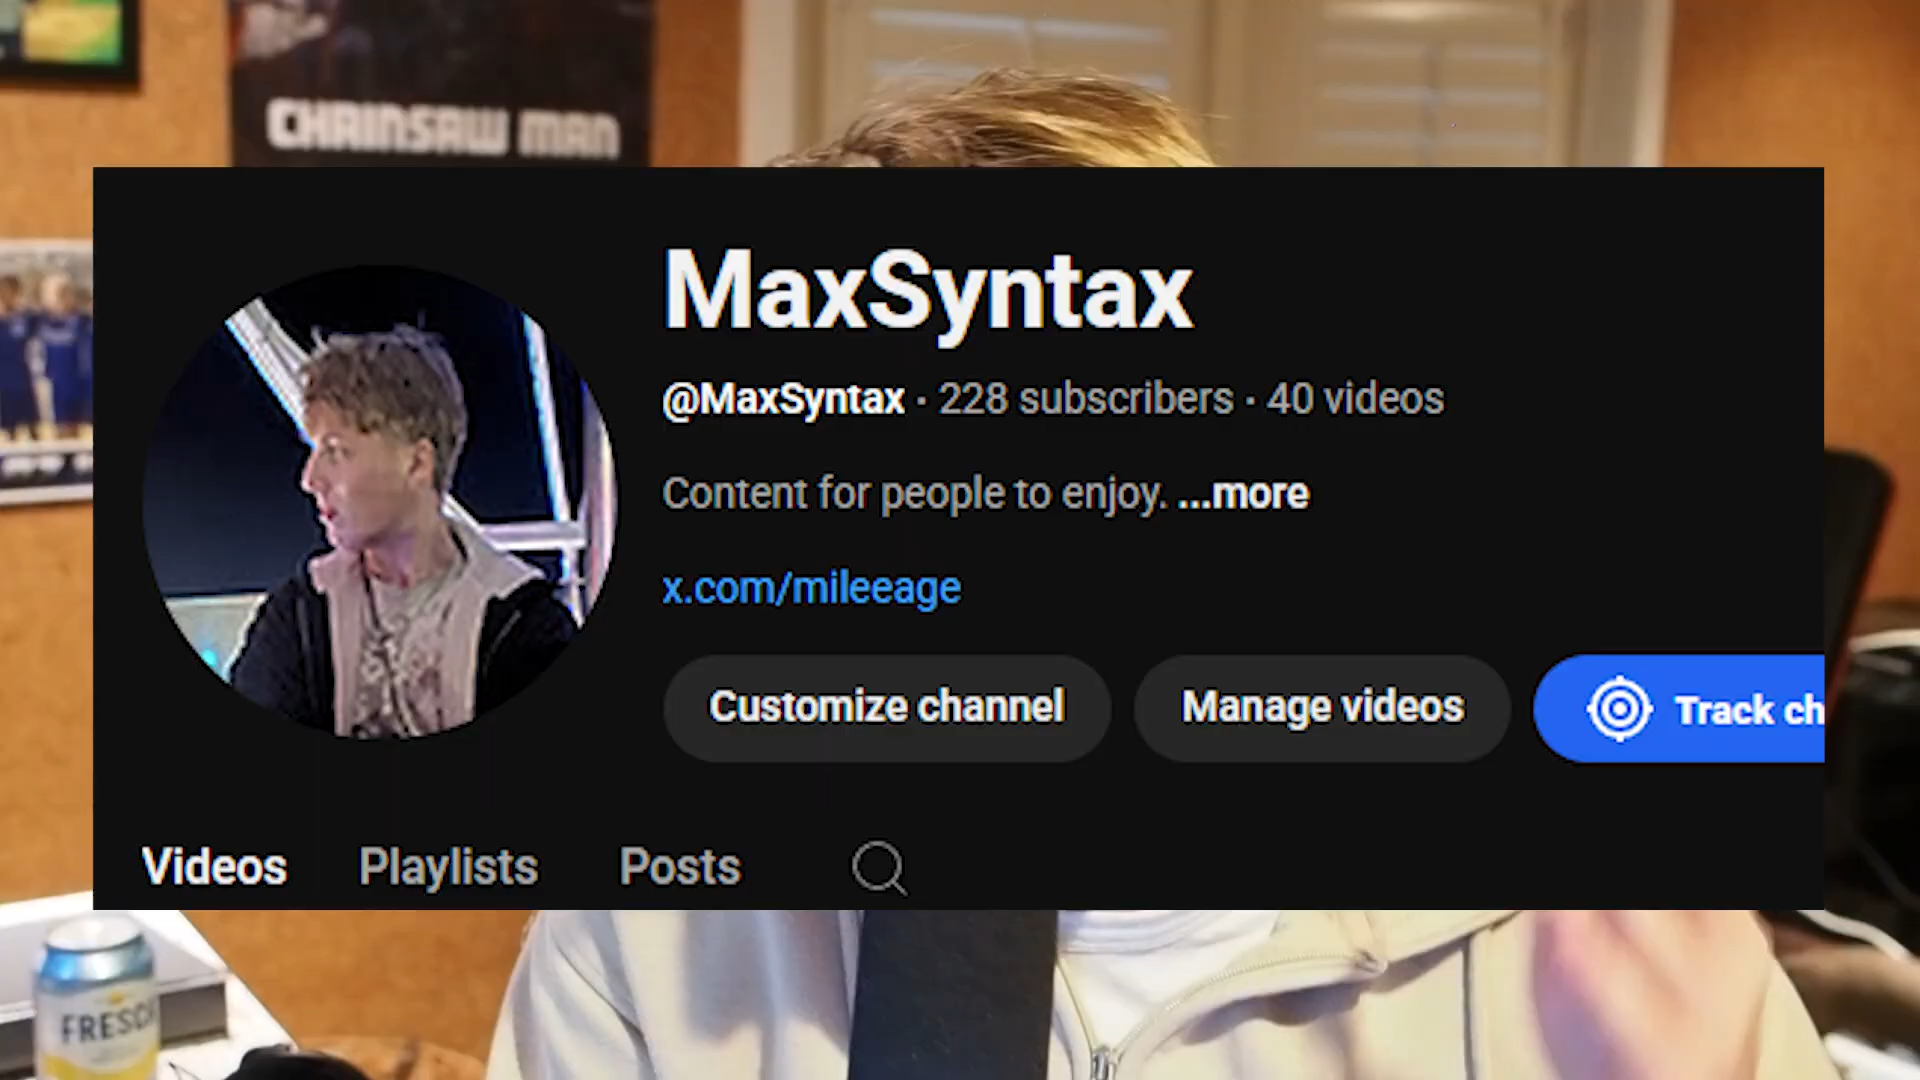 CHAINSAW MAN
MaxSyntax
@MaxSyntax · 228 subscribers · 40 videos
Content for people to enjoy. ...more
x.com/mileeage
Customize channel
Manage videos
Track ch
Videos
Playlists
Posts
FRESCA